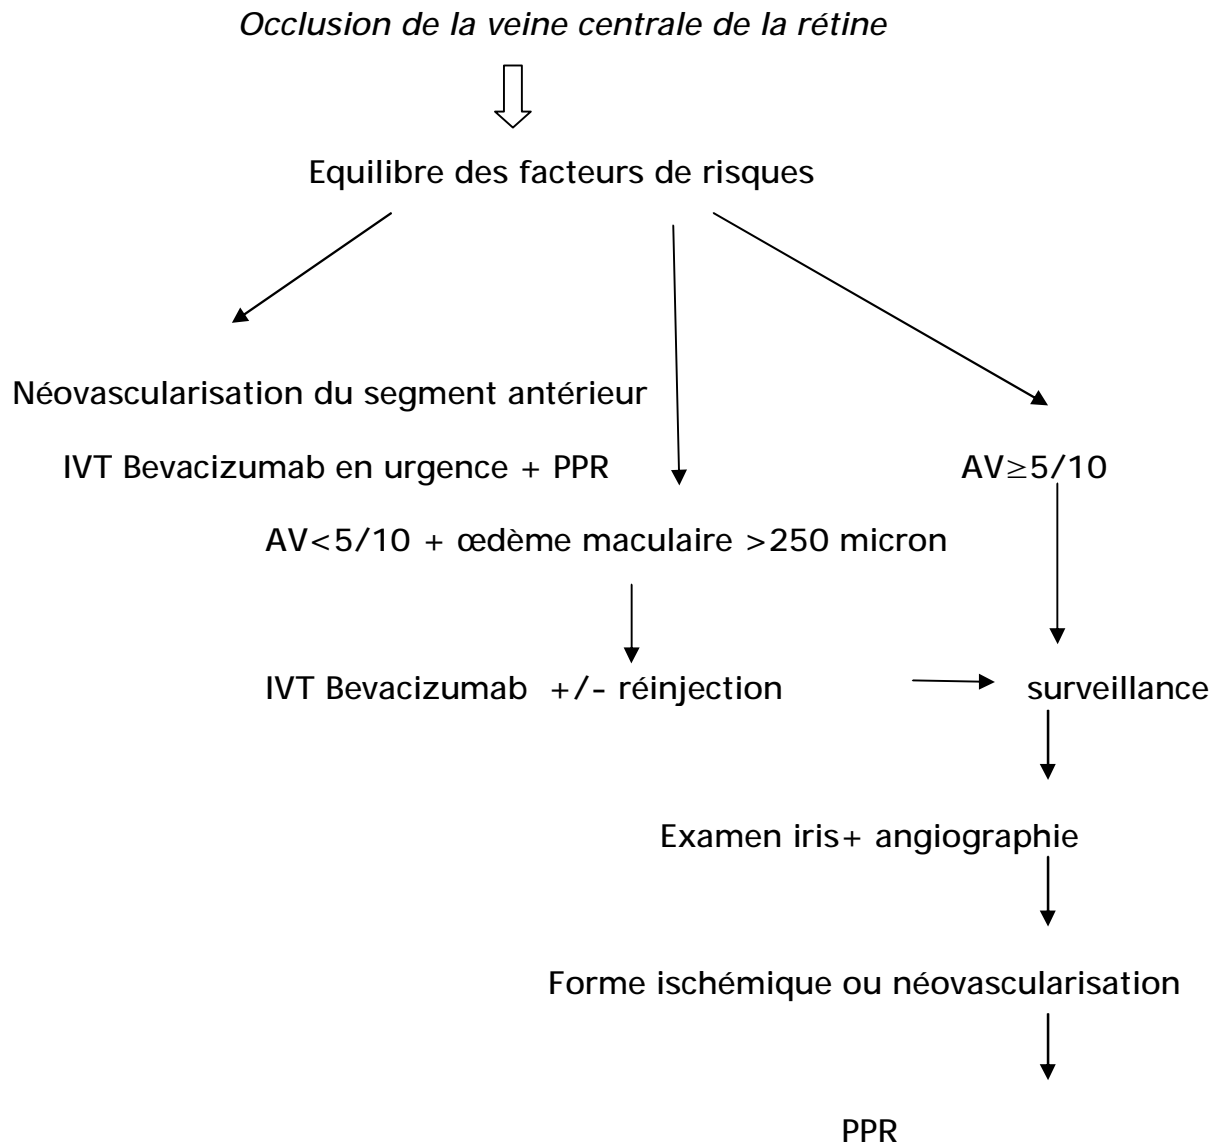 Occlusion de la veine centrale de la rétine
Equilibre des facteurs de risques
Néovascularisation du segment antérieur
IVT Bevacizumab en urgence + PPR
AV≥5/10
AV<5/10 + œdème maculaire >250 micron
IVT Bevacizumab +/- réinjection
surveillance
Examen iris+ angiographie
Forme ischémique ou néovascularisation
PPR